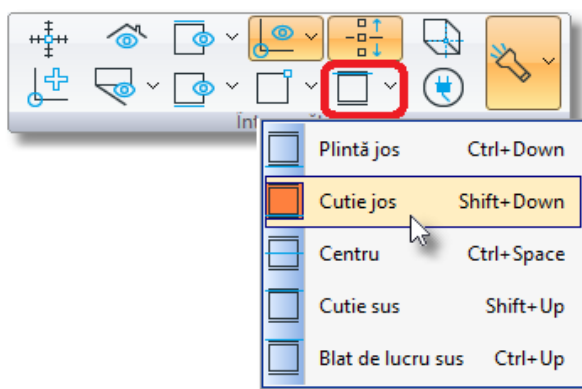 Plintă jos Ctrl+Down
Cutie jos Shift+Down
Centru Ctrl+Space
Cutie sus Shift+Up
Blat de lucru sus Ctrl+Up